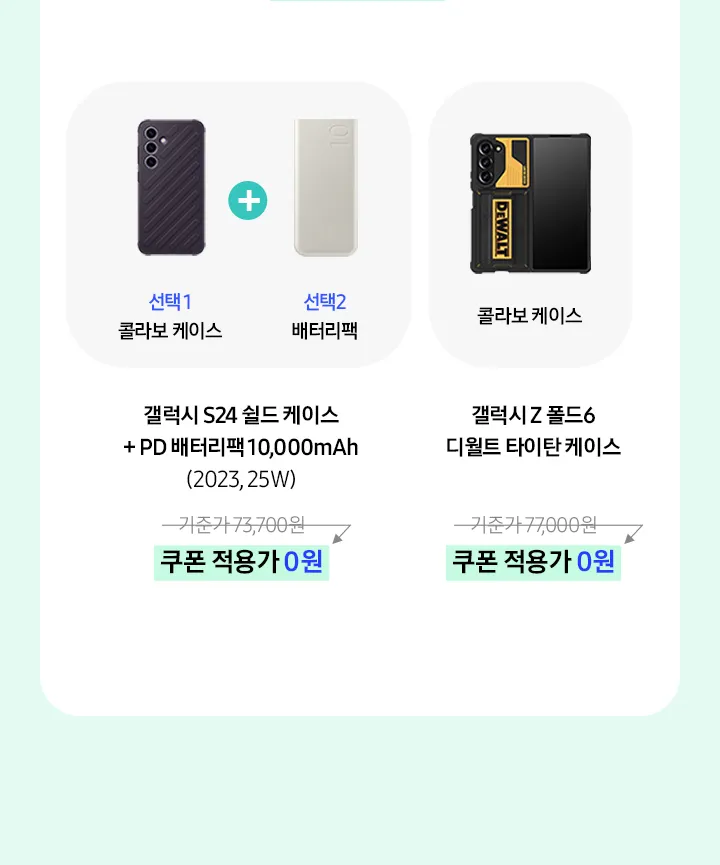 선택1
콜라보 케이스
선택2
배터리팩
DEWALT
콜라보 케이스
갤럭시 S24 쉴드 케이스
+ PD 배터리팩 10,000mAh
(2023, 25W)
기준가 73,700원
쿠폰 적용가 0원
갤럭시 Z 폴드6
디월트 타이탄 케이스
기준가 77,000원
쿠폰 적용가 0원